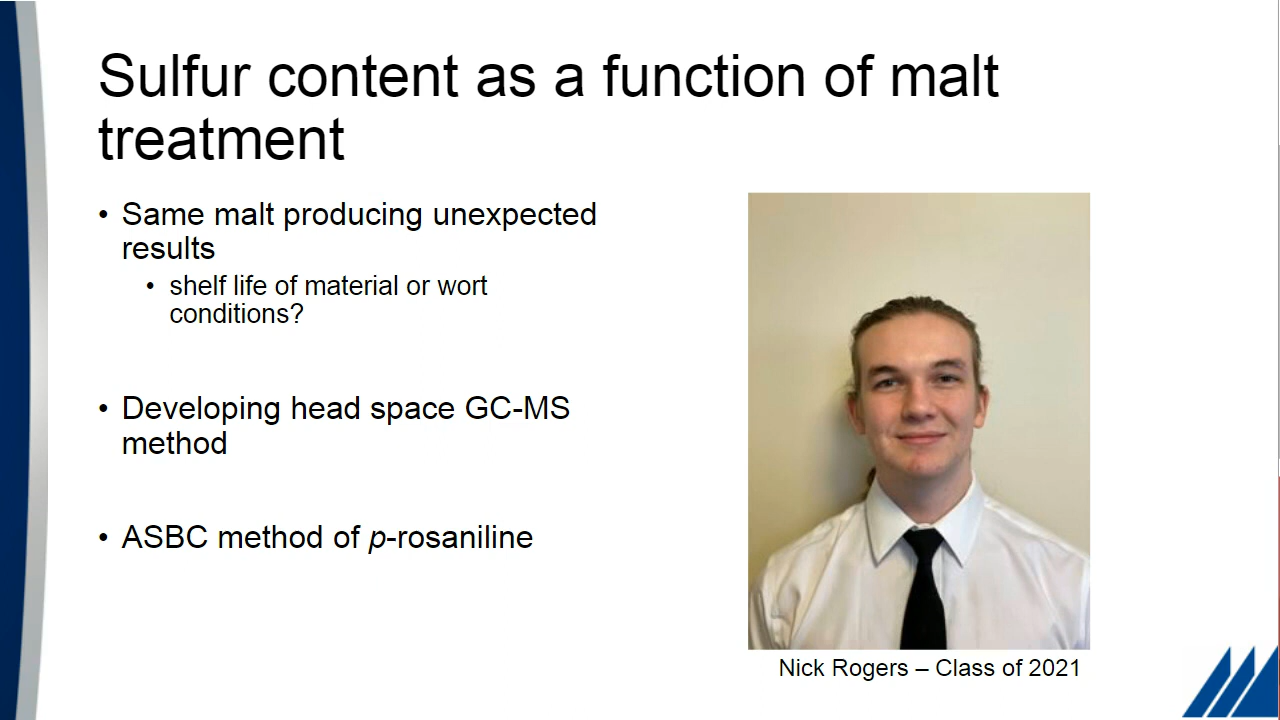 Sulfur content as a function of malt
treatment
• Same malt producing unexpected
results
• shelf life of material or wort
conditions?
• Developing head space GC-MS
method
• ASBC method of p-rosaniline
Nick Rogers – Class of 2021